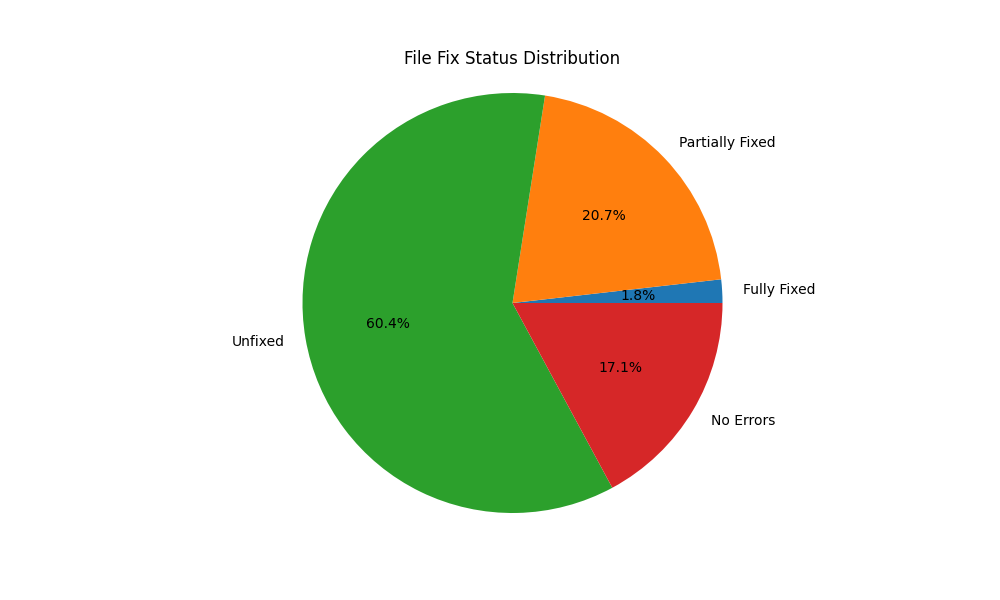 File Fix Status Distribution
Partially Fixed
20.7%
Fully Fixed
1.8%
60.4%
Unfixed
17.1%
No Errors